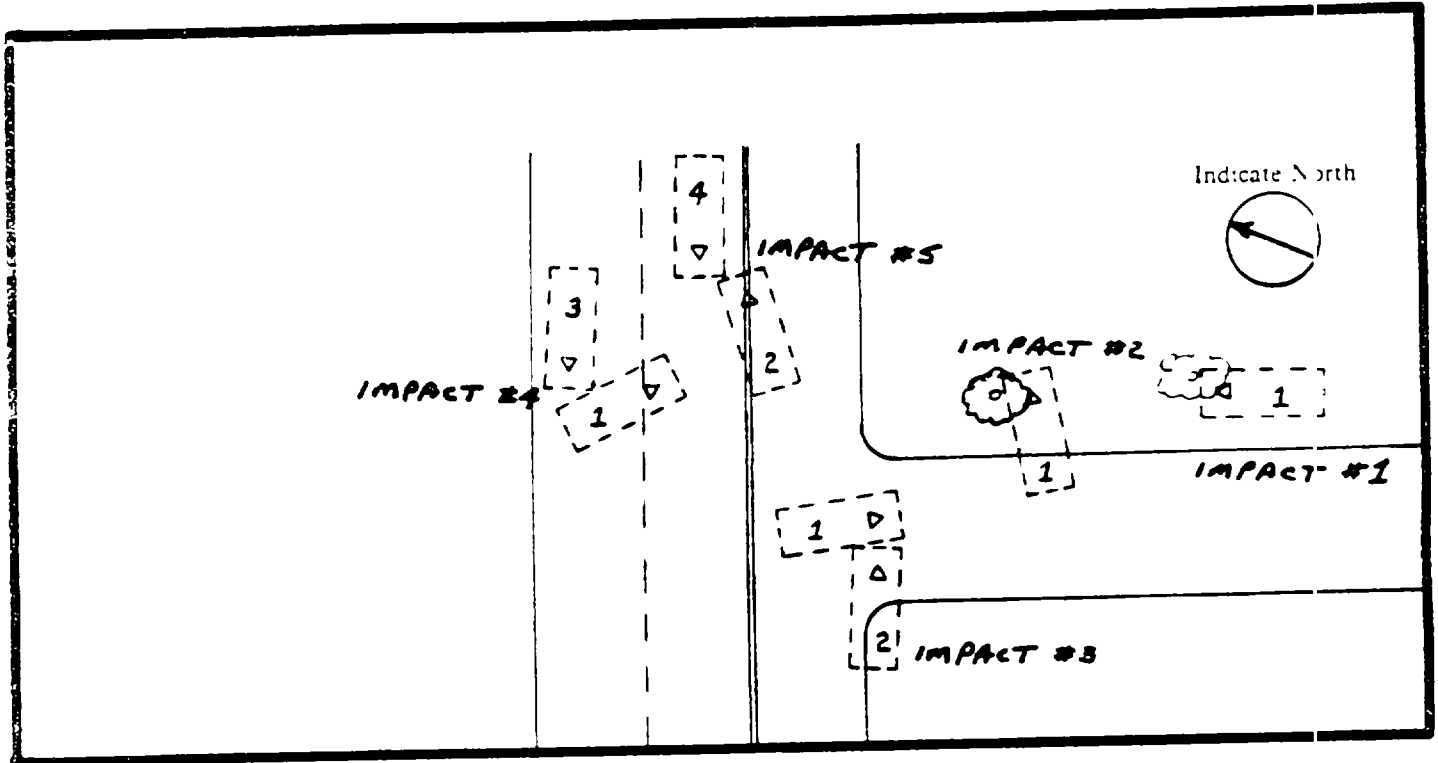 Indicate North
4
IMPACT #5
3
2
IMPACT #2
1
IMPACT #4
1
1
IMPACT #1
1
2
IMPACT #3